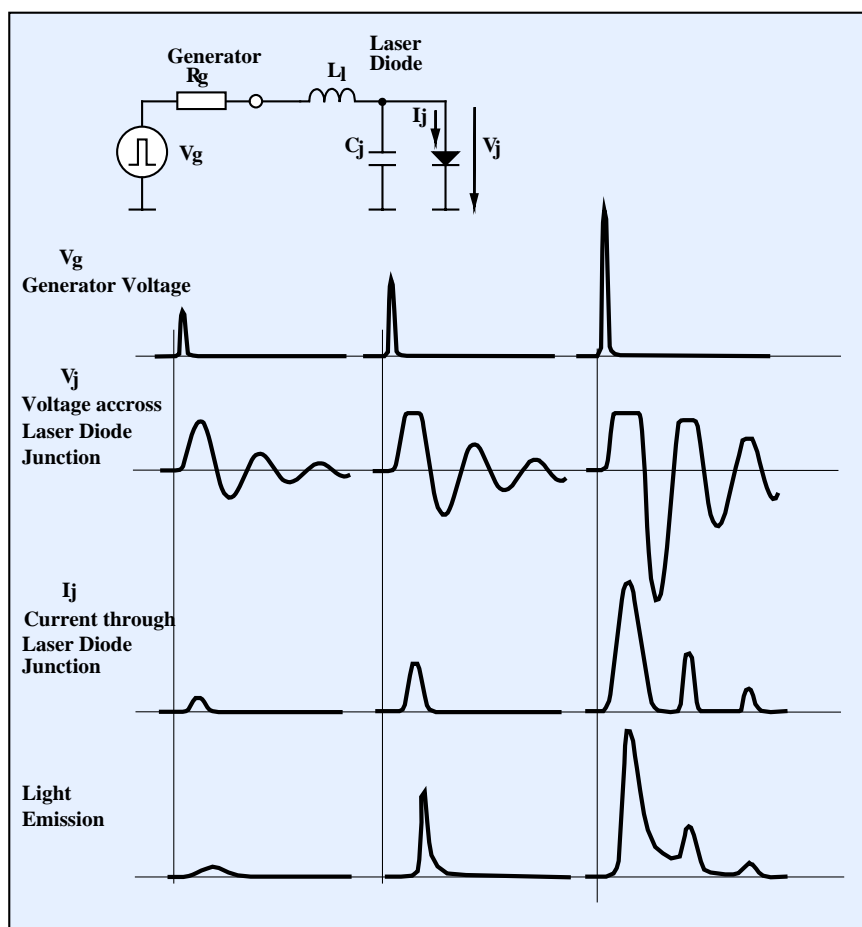 Generator
Rg
Ll
Laser
Diode
Ij
Vg
Cj
Vj
Vg
Generator Voltage
Vj
Voltage accross
Laser Diode
Junction
Ij
Current through
Laser Diode
Junction
Light
Emission